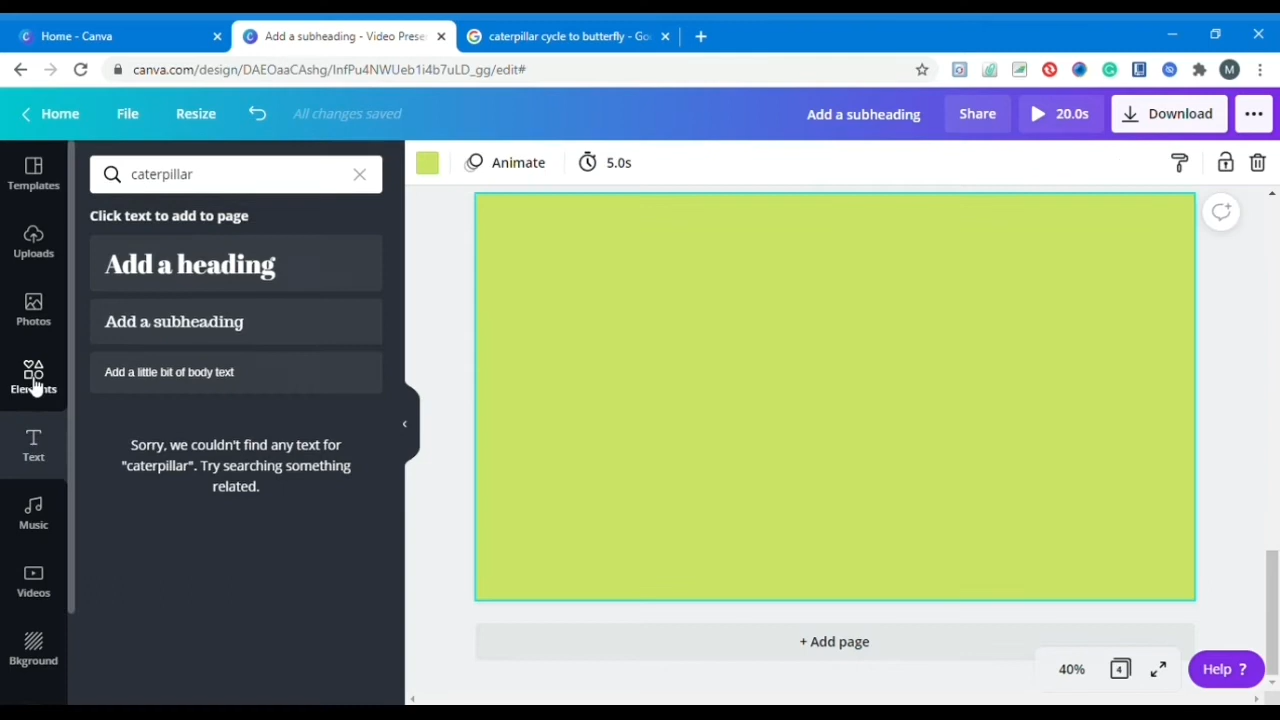 Home - Canva
Add a subheading - Video Prese
caterpillar cycle to butterfly - Go
canva.com/design/DAEOaaCAshg/InfPu4NWUeb1i4b7uLD_gg/edit#
M
Home
File
Resize
All changes saved
Add a subheading
Share
20.0s
Download
Templates
Uploads
Photos
Elements
Text
Music
Videos
Bkground
caterpillar
Click text to add to page
Add a heading
Add a subheading
Add a little bit of body text
Sorry, we couldn't find any text for
"caterpillar". Try searching something
related.
Animate
5.0s
+ Add page
40%
4
Help ?